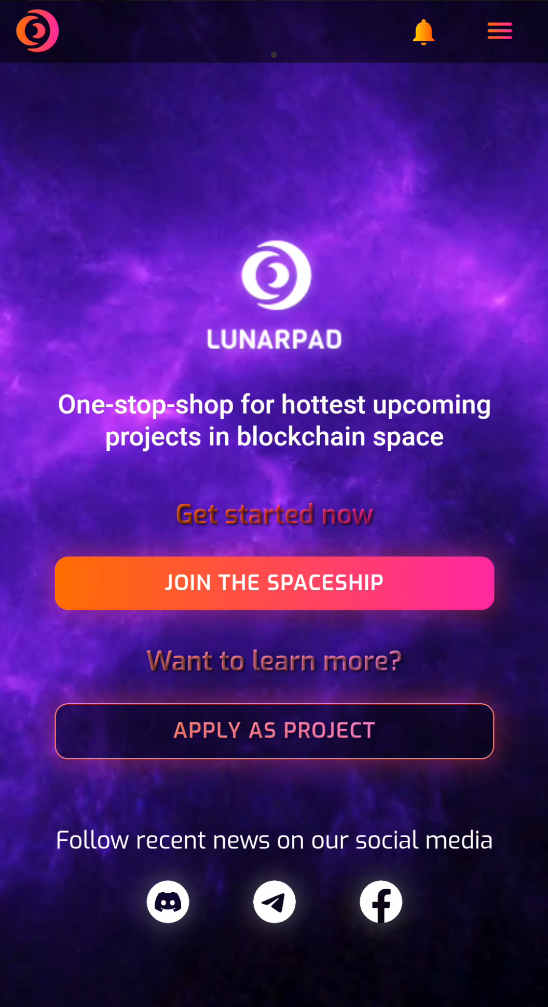 LUNARPAD
One-stop-shop for hottest upcoming
projects in blockchain space
Get started now
JOIN THE SPACESHIP
Want to learn more?
APPLY AS PROJECT
Follow recent news on our social media